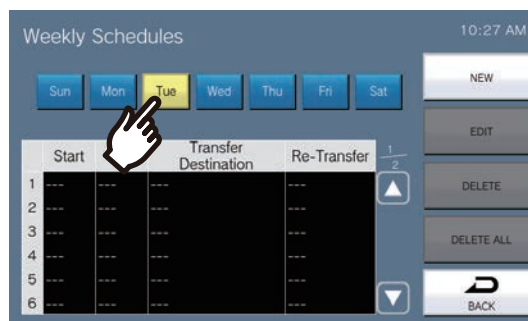 Weekly Schedules 10:27 AM
Sun Mon Tue Wed Thu Fri Sat
NEW
EDIT
DELETE
DELETE ALL
BACK
Start Transfer Destination Re-Transfer 1/2
1 --- --- --- ---
2 --- --- --- ---
3 --- --- --- ---
4 --- --- --- ---
5 --- --- --- ---
6 --- --- --- ---